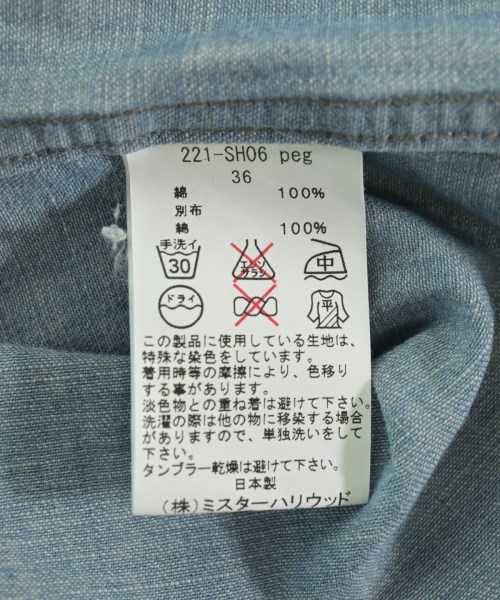 221-SH06 peg
36
綿 100%
別布
綿 100%
手洗イ
30
エンソ
サラシ
中
ドライ
平
この製品に使用している生地は、
特殊な染色をしています。
着用時等の摩擦により、色移り
する事があります。
淡色物との重ね着は避けて下さい。
洗濯の際は他の物に移染する場合
がありますので、単独洗いをして
下さい。
タンブラー乾燥は避けて下さい。
日本製
(株)ミスターハリウッド